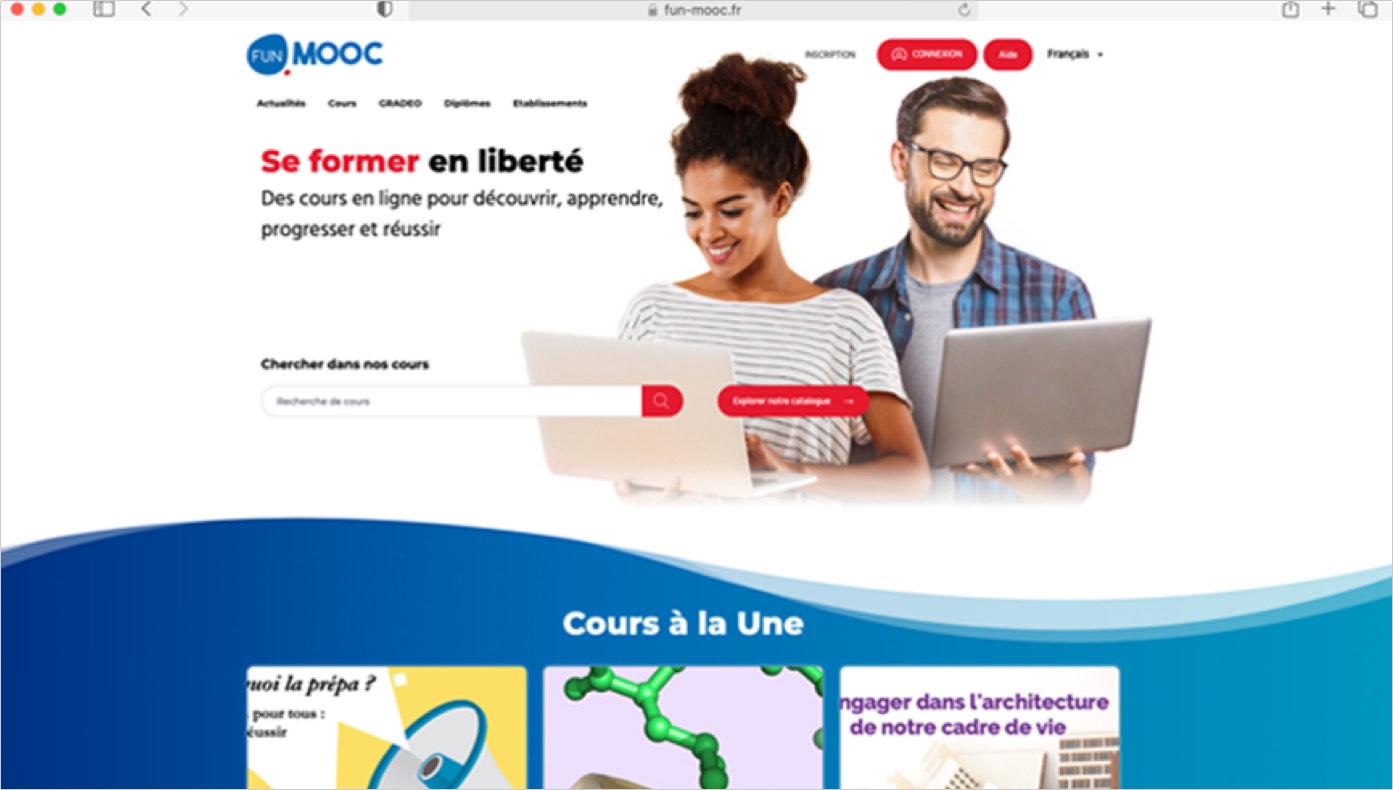 fun-mooc.fr
FUN MOOC
INSCRIPTION
CONNEXION
Aide
Français
Actualités Cours GRADEO Diplômes Etablissements
Se former en liberté
Des cours en ligne pour découvrir, apprendre,
progresser et réussir
Chercher dans nos cours
Recherche de cours
Explorer notre catalogue →
Cours à la Une
uoi la prépa ?
pour tous :
éussir
ngager dans l'architecture
de notre cadre de vie